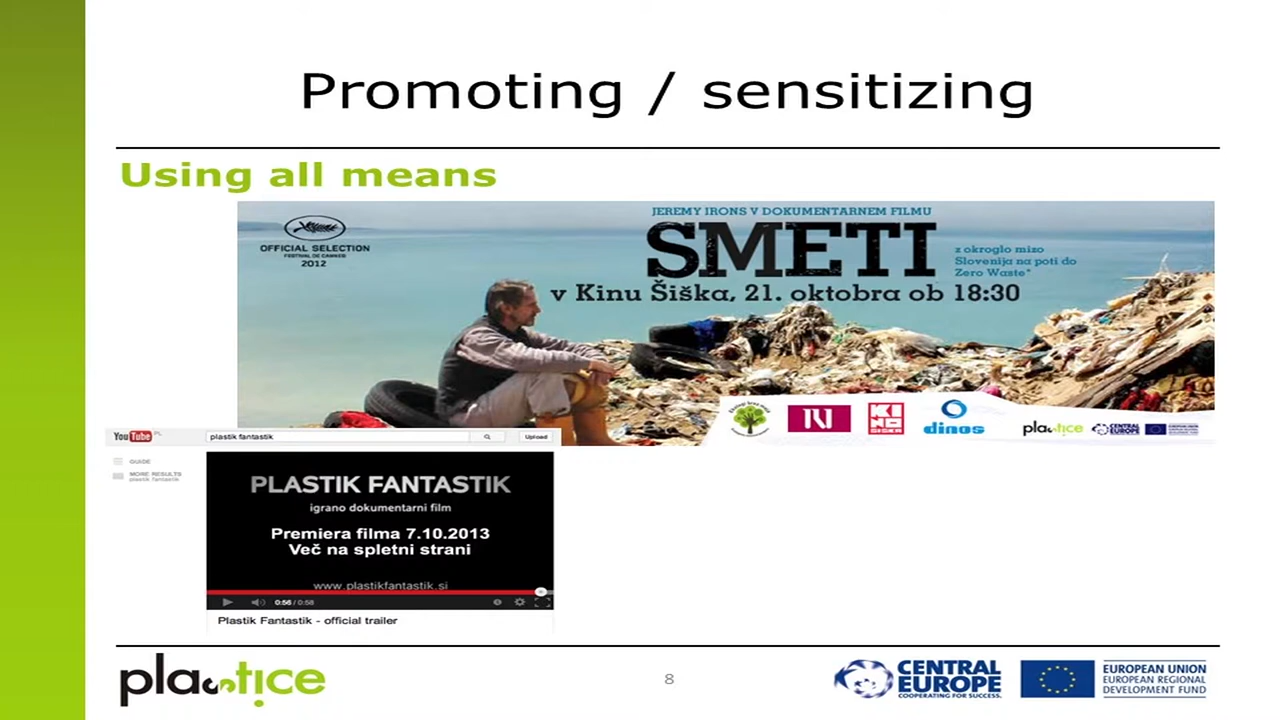 Promoting / sensitizing
Using all means
JEREMY IRONS V DOKUMENTARNEM FILMU
SMETI
OFFICIAL SELECTION
FESTIVAL DE CANNES
2012
z okroglo mizo
Slovenija na poti do
Zero Waste*
v Kinu Šiška, 21. oktobra ob 18:30
KINO
ŠIŠKA
dinos
plastice
CENTRAL
EUROPE
YouTube PL
plastik fantastik
Upload
GUIDE
MORE RESULTS
plastik fantastik
PLASTIK FANTASTIK
igrano dokumentarni film
Premiera filma 7.10.2013
Več na spletni strani
www.plastikfantastik.si
0:56 / 0:58
Plastik Fantastik - official trailer
plastice
8
CENTRAL
EUROPE
COOPERATING FOR SUCCESS.
EUROPEAN UNION
EUROPEAN REGIONAL
DEVELOPMENT FUND